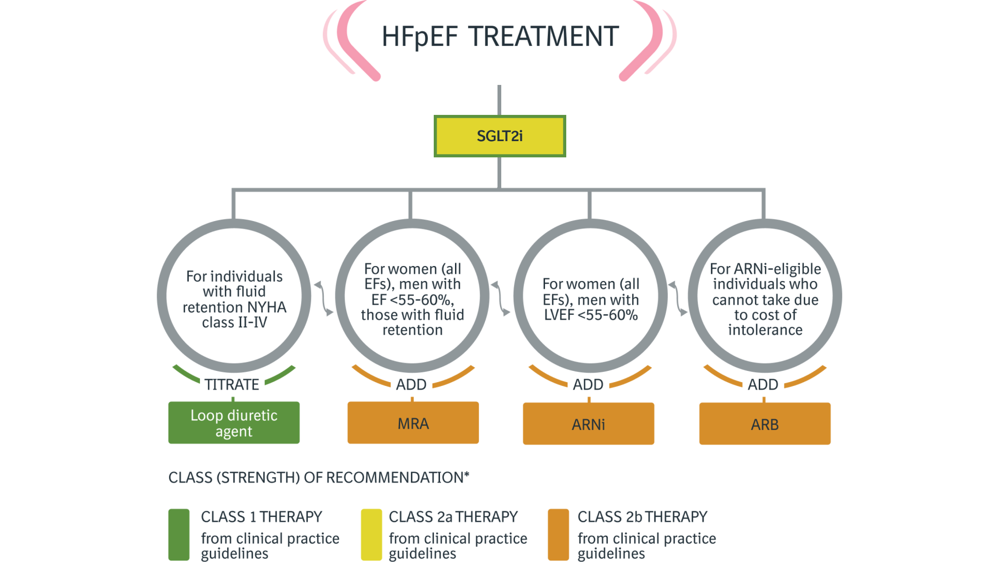 HFpEF TREATMENT
SGLT2i
For individuals
with fluid
retention NYHA
class II-IV
For women (all
EFs), men with
EF <55-60%,
those with fluid
retention
For women (all
EFs), men with
LVEF <55-60%
For ARNi-eligible
individuals who
cannot take due
to cost of
intolerance
TITRATE
ADD
ADD
ADD
Loop diuretic
agent
MRA
ARNi
ARB
CLASS (STRENGTH) OF RECOMMENDATION*
CLASS 1 THERAPY
from clinical practice
guidelines
CLASS 2a THERAPY
from clinical practice
guidelines
CLASS 2b THERAPY
from clinical practice
guidelines